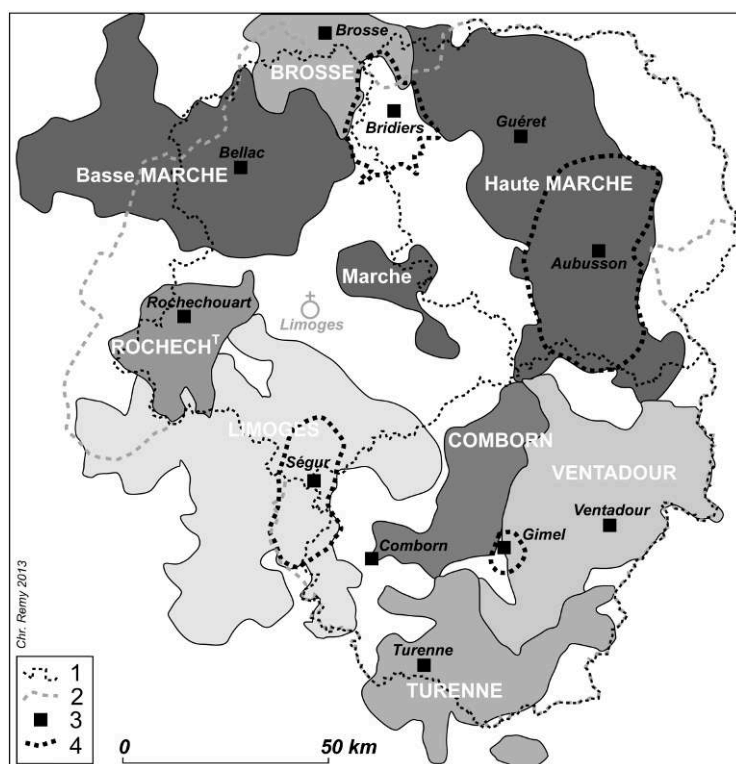 Brosse
BROSSE
Bridiers
Guéret
Bellac
Basse MARCHE
Haute MARCHE
Aubusson
Marche
Rochechouart
Limoges
ROCHECHᵀ
LIMOGES
COMBORN
Ségur
VENTADOUR
Ventadour
Gimel
Comborn
Turenne
TURENNE
Chr. Remy 2013
1
2
3
4
0 50 km